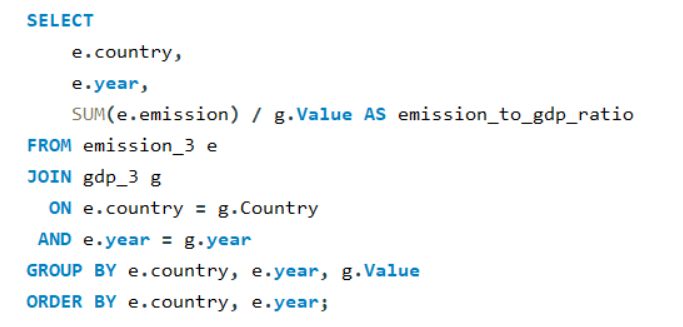 SELECT
e.country,
e.year,
SUM(e.emission) / g.Value AS emission_to_gdp_ratio
FROM emission_3 e
JOIN gdp_3 g
ON e.country = g.Country
AND e.year = g.year
GROUP BY e.country, e.year, g.Value
ORDER BY e.country, e.year;